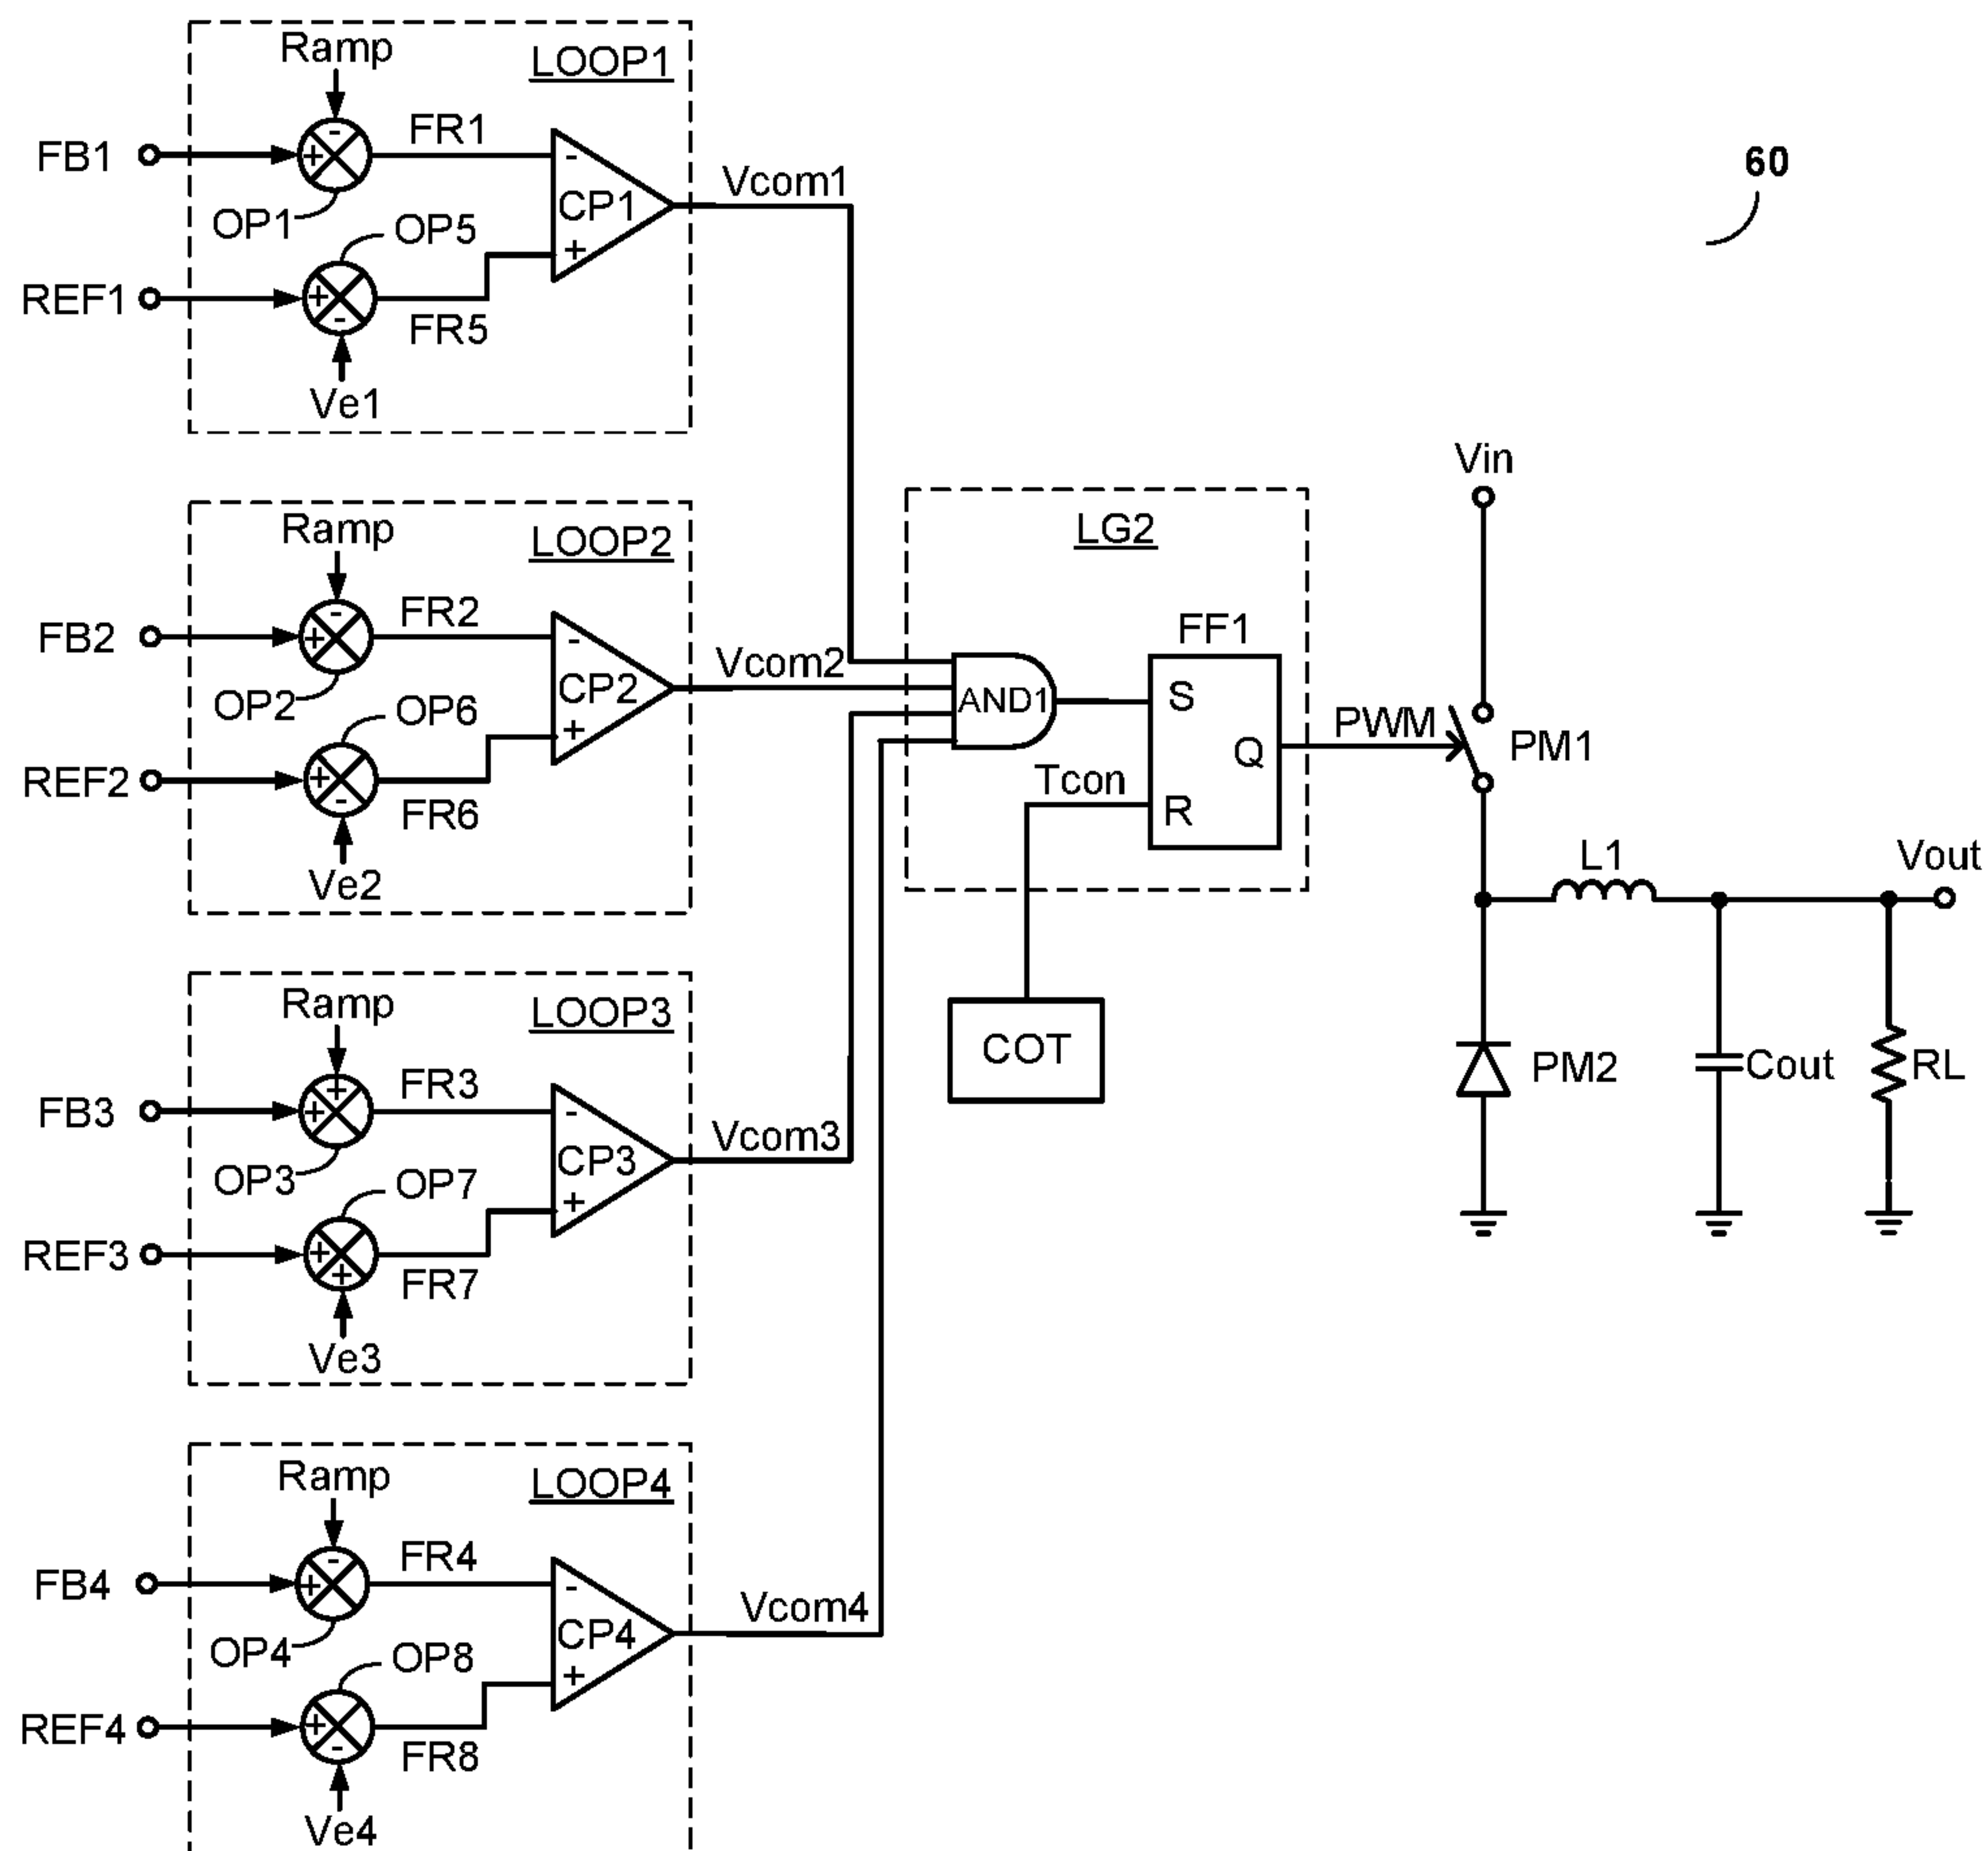 Ramp
LOOP1
FB1
+
-
FR1
-
CP1
+
OP1
OP5
REF1
+
-
FR5
Ve1
Vcom1
60
Ramp
LOOP2
FB2
+
-
FR2
-
CP2
+
OP2
OP6
REF2
+
-
FR6
Ve2
Vcom2
LG2
AND1
FF1
S
R
Q
Tcon
COT
PWM
Vin
PM1
L1
Vout
PM2
Cout
RL
Ramp
LOOP3
FB3
+
+
FR3
-
CP3
+
OP3
OP7
REF3
+
+
FR7
Ve3
Vcom3
Ramp
LOOP4
FB4
+
-
FR4
-
CP4
+
OP4
OP8
REF4
+
-
FR8
Ve4
Vcom4